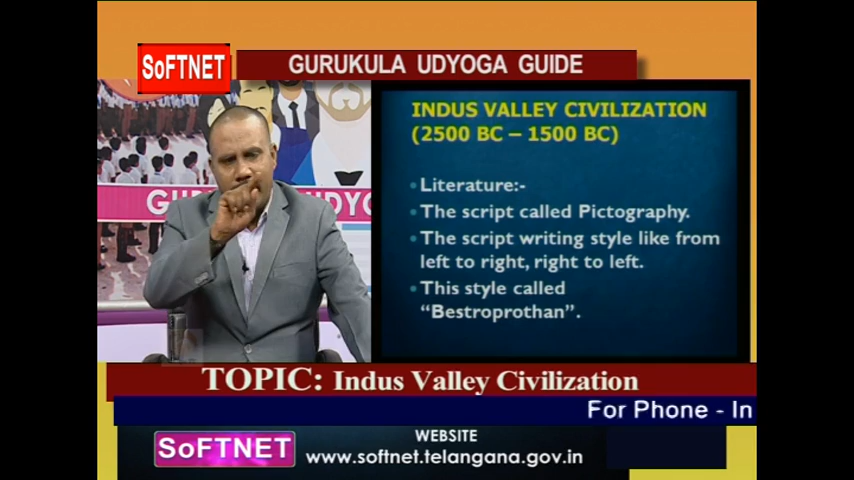 SoFTNET
GURUKULA UDYOGA GUIDE
INDUS VALLEY CIVILIZATION
(2500 BC – 1500 BC)
Literature:-
The script called Pictography.
The script writing style like from
left to right, right to left.
This style called
“Bestroprothan”.
TOPIC: Indus Valley Civilization
For Phone - In
SoFTNET
WEBSITE
www.softnet.telangana.gov.in